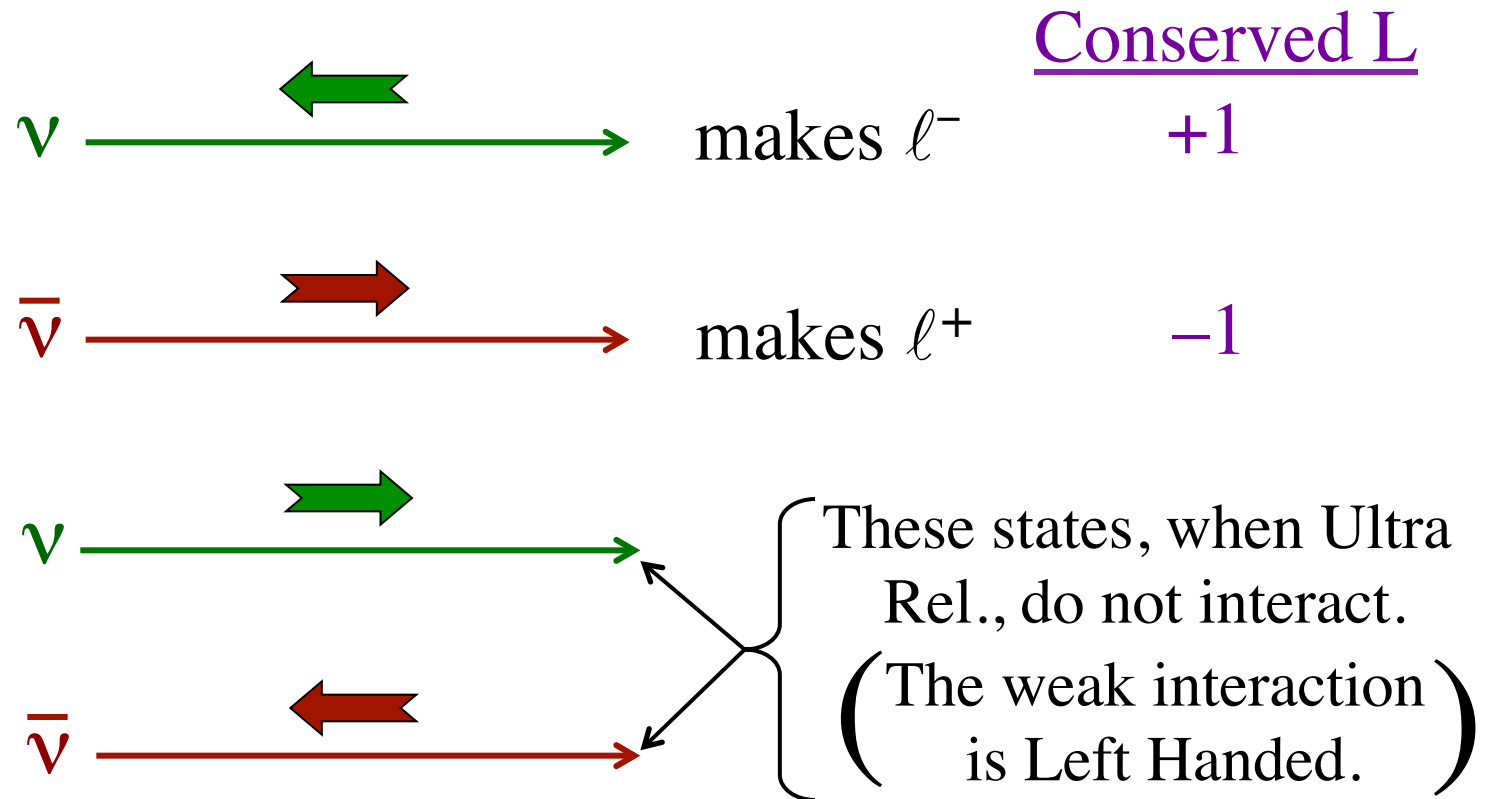 Conserved L
ν makes ℓ⁻ +1
ν̅ makes ℓ⁺ –1
ν
These states, when Ultra
Rel., do not interact.
(The weak interaction
is Left Handed.)
ν̅